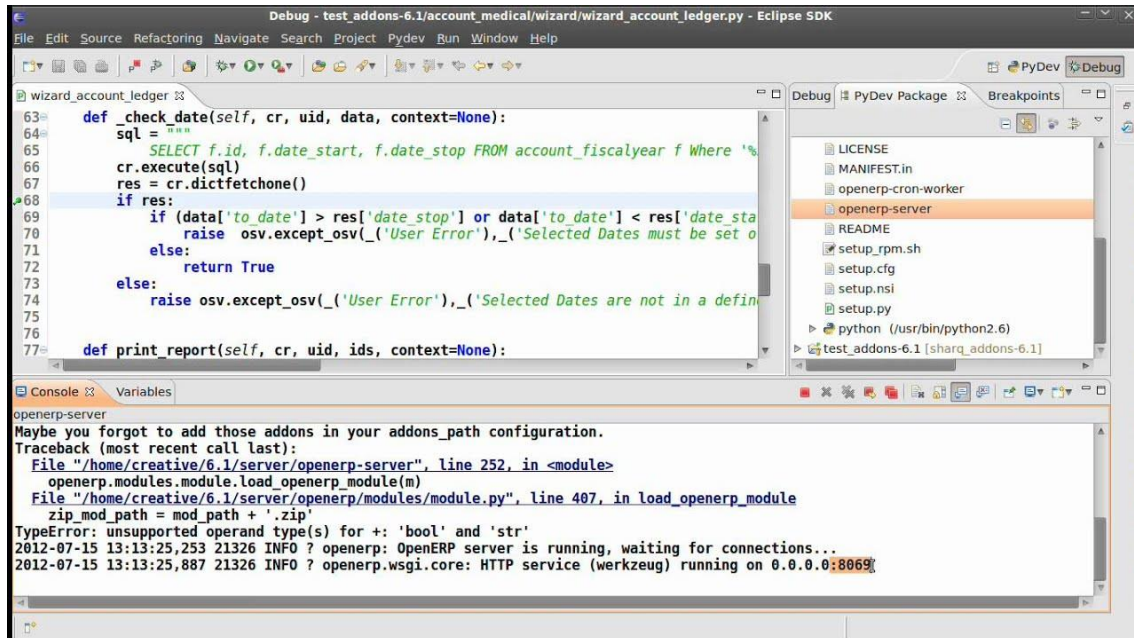 Debug - test_addons-6.1/account_medical/wizard/wizard_account_ledger.py - Eclipse SDK
File Edit Source Refactoring Navigate Search Project Pydev Run Window Help
PyDev Debug
wizard_account_ledger
63 def _check_date(self, cr, uid, data, context=None):
64 sql = """
65 SELECT f.id, f.date_start, f.date_stop FROM account_fiscalyear f Where '%
66 cr.execute(sql)
67 res = cr.dictfetchone()
68 if res:
69 if (data['to_date'] > res['date_stop'] or data['to_date'] < res['date_sta
70 raise osv.except_osv(_('User Error'),_('Selected Dates must be set o
71 else:
72 return True
73 else:
74 raise osv.except_osv(_('User Error'),_('Selected Dates are not in a defin
75
76
77 def print_report(self, cr, uid, ids, context=None):
Debug PyDev Package Breakpoints
LICENSE
MANIFEST.in
openerp-cron-worker
openerp-server
README
setup_rpm.sh
setup.cfg
setup.nsi
setup.py
python (/usr/bin/python2.6)
test_addons-6.1 [sharq_addons-6.1]
Console Variables
openerp-server
Maybe you forgot to add those addons in your addons_path configuration.
Traceback (most recent call last):
File "/home/creative/6.1/server/openerp-server", line 252, in <module>
openerp.modules.module.load_openerp_module(m)
File "/home/creative/6.1/server/openerp/modules/module.py", line 407, in load_openerp_module
zip_mod_path = mod_path + '.zip'
TypeError: unsupported operand type(s) for +: 'bool' and 'str'
2012-07-15 13:13:25,253 21326 INFO ? openerp: OpenERP server is running, waiting for connections...
2012-07-15 13:13:25,887 21326 INFO ? openerp.wsgi.core: HTTP service (werkzeug) running on 0.0.0.0:8069